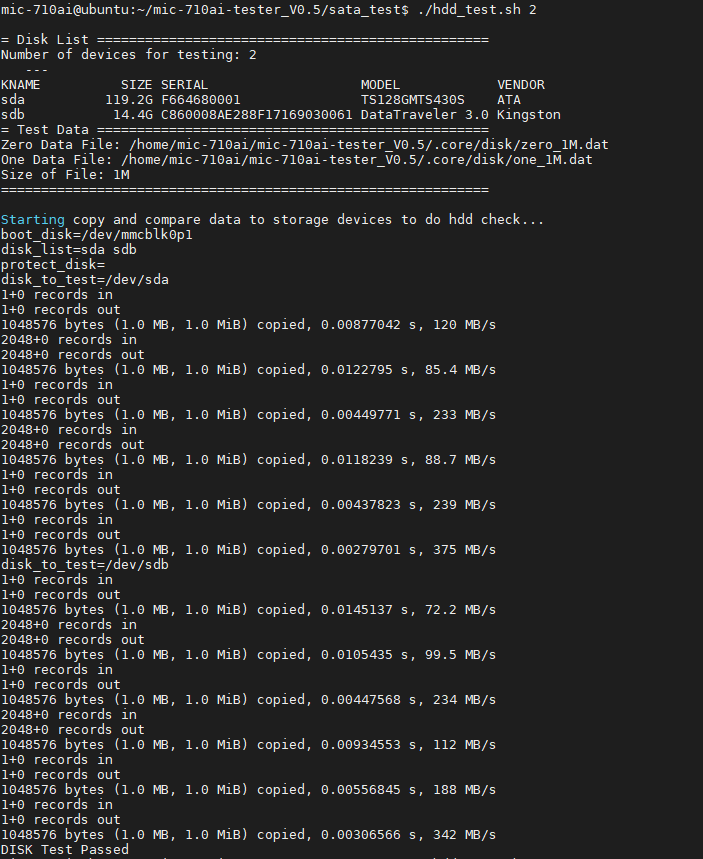 mic-710ai@ubuntu:~/mic-710ai-tester_V0.5/sata_test$ ./hdd_test.sh 2
= Disk List =================================================
Number of devices for testing: 2
---
KNAME SIZE SERIAL MODEL VENDOR
sda 119.2G F664680001 TS128GMTS430S ATA
sdb 14.4G C860008AE288F17169030061 DataTraveler 3.0 Kingston
= Test Data =================================================
Zero Data File: /home/mic-710ai/mic-710ai-tester_V0.5/.core/disk/zero_1M.dat
One Data File: /home/mic-710ai/mic-710ai-tester_V0.5/.core/disk/one_1M.dat
Size of File: 1M
=============================================================
Starting copy and compare data to storage devices to do hdd check...
boot_disk=/dev/mmcblk0p1
disk_list=sda sdb
protect_disk=
disk_to_test=/dev/sda
1+0 records in
1+0 records out
1048576 bytes (1.0 MB, 1.0 MiB) copied, 0.00877042 s, 120 MB/s
2048+0 records in
2048+0 records out
1048576 bytes (1.0 MB, 1.0 MiB) copied, 0.0122795 s, 85.4 MB/s
1+0 records in
1+0 records out
1048576 bytes (1.0 MB, 1.0 MiB) copied, 0.00449771 s, 233 MB/s
2048+0 records in
2048+0 records out
1048576 bytes (1.0 MB, 1.0 MiB) copied, 0.0118239 s, 88.7 MB/s
1+0 records in
1+0 records out
1048576 bytes (1.0 MB, 1.0 MiB) copied, 0.00437823 s, 239 MB/s
1+0 records in
1+0 records out
1048576 bytes (1.0 MB, 1.0 MiB) copied, 0.00279701 s, 375 MB/s
disk_to_test=/dev/sdb
1+0 records in
1+0 records out
1048576 bytes (1.0 MB, 1.0 MiB) copied, 0.0145137 s, 72.2 MB/s
2048+0 records in
2048+0 records out
1048576 bytes (1.0 MB, 1.0 MiB) copied, 0.0105435 s, 99.5 MB/s
1+0 records in
1+0 records out
1048576 bytes (1.0 MB, 1.0 MiB) copied, 0.00447568 s, 234 MB/s
2048+0 records in
2048+0 records out
1048576 bytes (1.0 MB, 1.0 MiB) copied, 0.00934553 s, 112 MB/s
1+0 records in
1+0 records out
1048576 bytes (1.0 MB, 1.0 MiB) copied, 0.00556845 s, 188 MB/s
1+0 records in
1+0 records out
1048576 bytes (1.0 MB, 1.0 MiB) copied, 0.00306566 s, 342 MB/s
DISK Test Passed